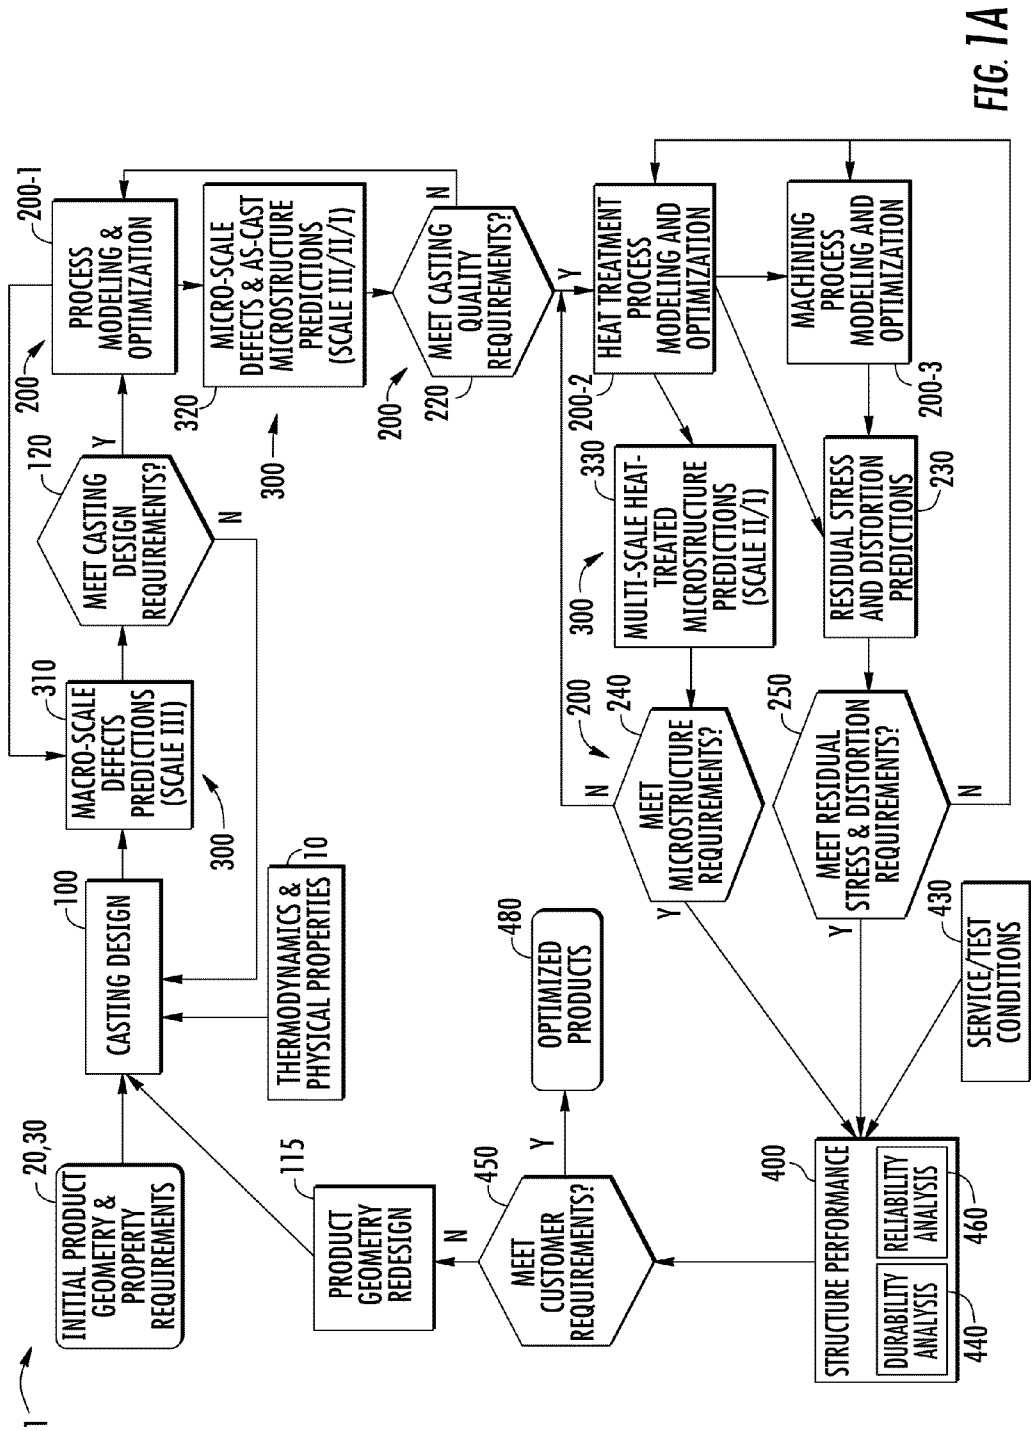 1
20,30
INITIAL PRODUCT
GEOMETRY &
PROPERTY
REQUIREMENTS
100
CASTING DESIGN
10
THERMODYNAMICS &
PHYSICAL PROPERTIES
310
MACRO-SCALE
DEFECTS
PREDICTIONS
(SCALE III)
300
120
MEET CASTING
DESIGN
REQUIREMENTS?
Y
N
200
200-1
PROCESS
MODELING &
OPTIMIZATION
320
MICRO-SCALE
DEFECTS & AS-CAST
MICROSTRUCTURE
PREDICTIONS
(SCALE III/II/I)
300
200
220
MEET CASTING
QUALITY
REQUIREMENTS?
N
Y
115
PRODUCT
GEOMETRY
REDESIGN
N
450
MEET
CUSTOMER
REQUIREMENTS?
Y
480
OPTIMIZED
PRODUCTS
200
240
MEET
MICROSTRUCTURE
REQUIREMENTS?
N
Y
300
330
MULTI-SCALE HEAT-
TREATED
MICROSTRUCTURE
PREDICTIONS
(SCALE II/I)
200-2
HEAT TREATMENT
PROCESS
MODELING AND
OPTIMIZATION
MACHINING
PROCESS
MODELING AND
OPTIMIZATION
200-3
RESIDUAL STRESS
AND DISTORTION
PREDICTIONS
230
250
MEET RESIDUAL
STRESS & DISTORTION
REQUIREMENTS?
Y
N
430
SERVICE/TEST
CONDITIONS
400
STRUCTURE PERFORMANCE
DURABILITY
ANALYSIS
440
RELIABILITY
ANALYSIS
460
FIG. 1A